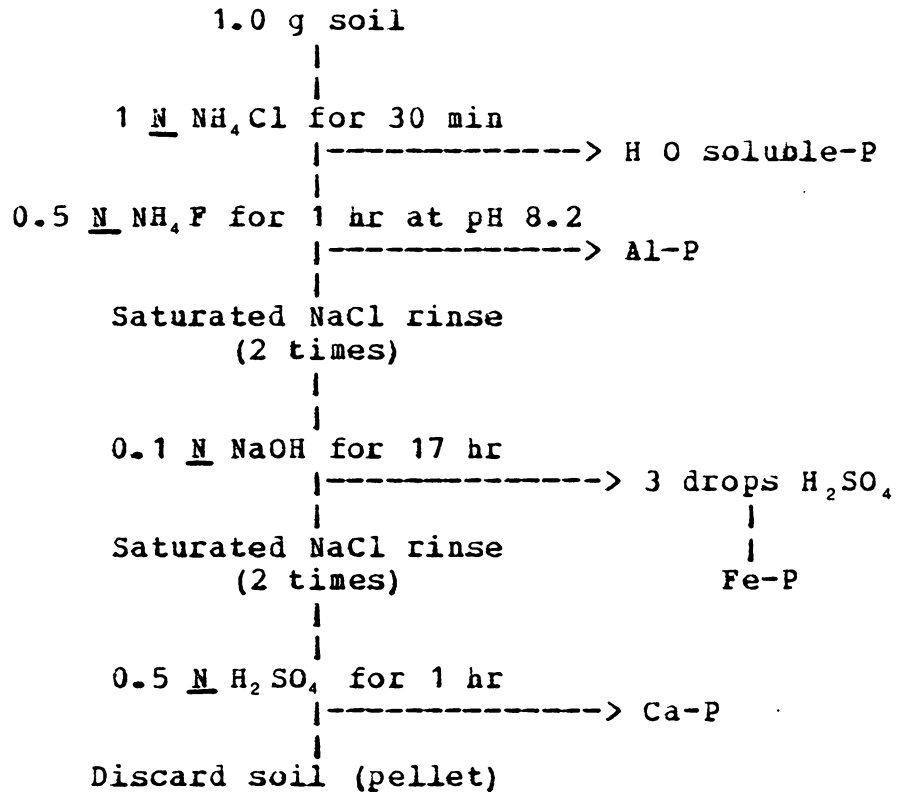 1.0 g soil
1 N NH₄Cl for 30 min
H O soluble-P
0.5 N NH₄F for 1 hr at pH 8.2
Al-P
Saturated NaCl rinse
(2 times)
0.1 N NaOH for 17 hr
3 drops H₂SO₄
Saturated NaCl rinse
(2 times)
Fe-P
0.5 N H₂SO₄ for 1 hr
Ca-P
Discard soil (pellet)